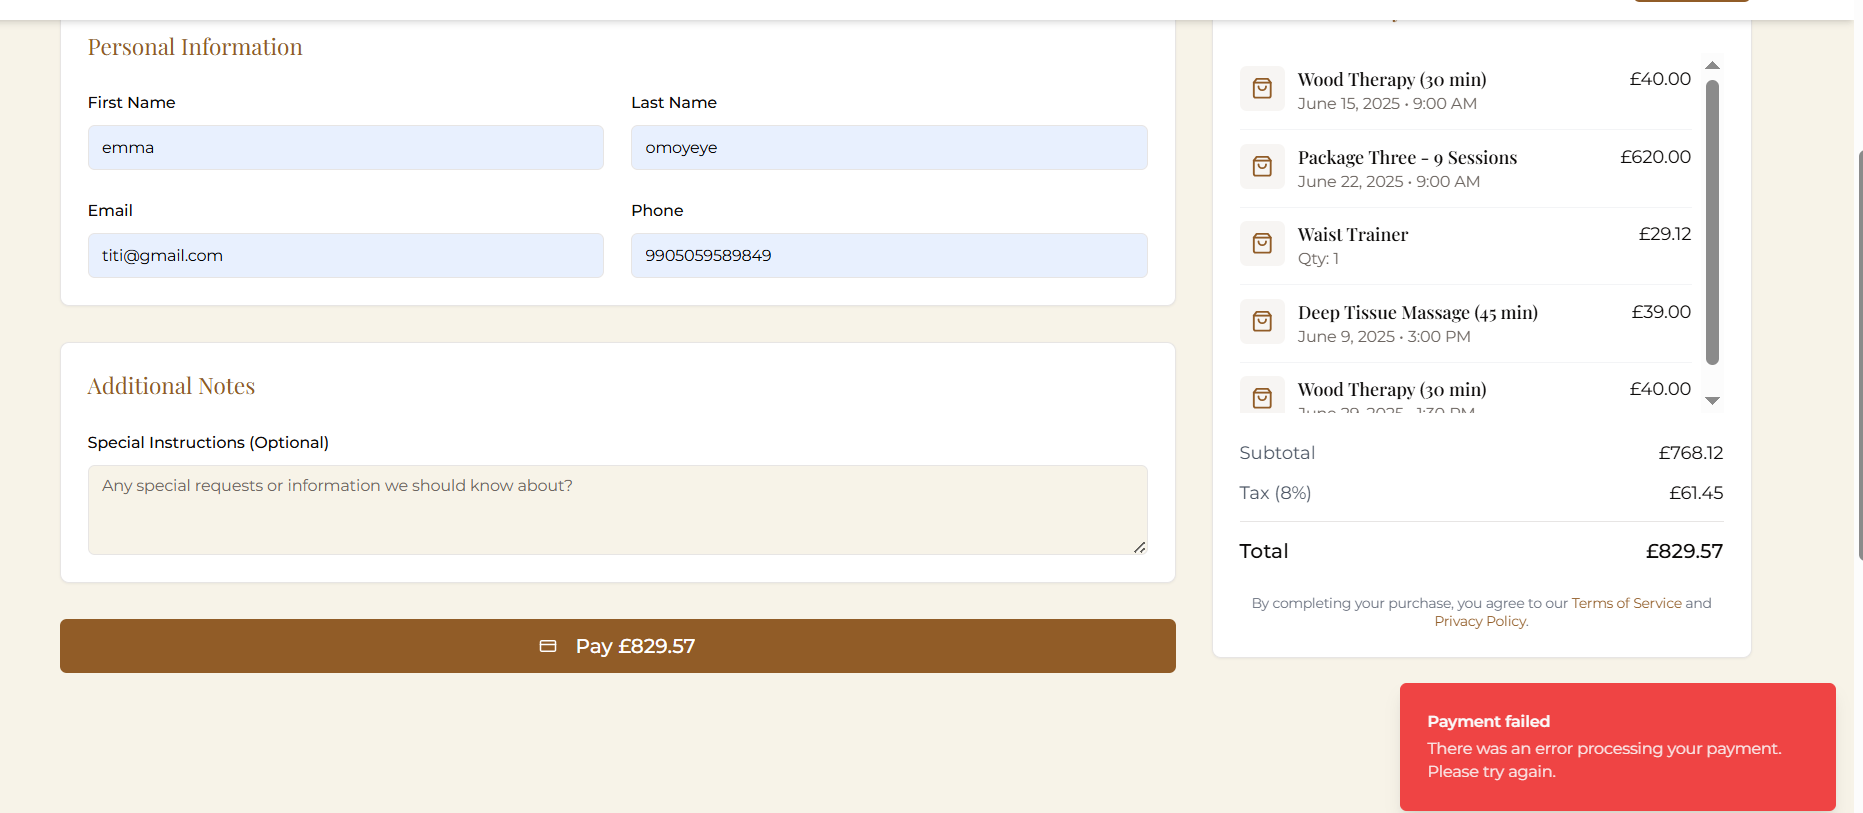 Personal Information
First Name
Last Name
emma
omoyeye
Email
Phone
titi@gmail.com
9905059589849
Additional Notes
Special Instructions (Optional)
Any special requests or information we should know about?
Pay £829.57
Wood Therapy (30 min)
£40.00
June 15, 2025 • 9:00 AM
Package Three - 9 Sessions
£620.00
June 22, 2025 • 9:00 AM
Waist Trainer
£29.12
Qty: 1
Deep Tissue Massage (45 min)
£39.00
June 9, 2025 • 3:00 PM
Wood Therapy (30 min)
£40.00
June 29, 2025 • 1:30 PM
Subtotal
£768.12
Tax (8%)
£61.45
Total
£829.57
By completing your purchase, you agree to our Terms of Service and
Privacy Policy.
Payment failed
There was an error processing your payment.
Please try again.